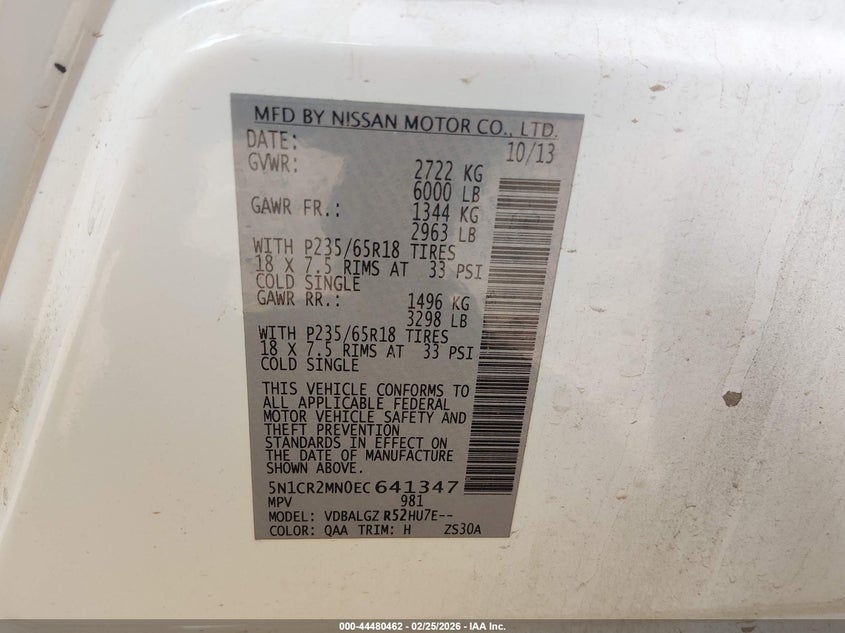 MFD BY NISSAN MOTOR CO., LTD.
DATE: 10/13
GVWR: 2722 KG
6000 LB
GAWR FR.: 1344 KG
2963 LB
WITH P235/65R18 TIRES
18 X 7.5 RIMS AT 33 PSI
COLD SINGLE
GAWR RR.: 1496 KG
3298 LB
WITH P235/65R18 TIRES
18 X 7.5 RIMS AT 33 PSI
COLD SINGLE
THIS VEHICLE CONFORMS TO
ALL APPLICABLE FEDERAL
MOTOR VEHICLE SAFETY AND
THEFT PREVENTION
STANDARDS IN EFFECT ON
THE DATE OF MANUFACTURE
SHOWN ABOVE.
5N1CR2MN0EC641347
MPV 981
MODEL: VDBALGZ R52HU7E--
COLOR: QAA TRIM: H ZS30A
000-44480462 - 02/25/2026 - IAA Inc.